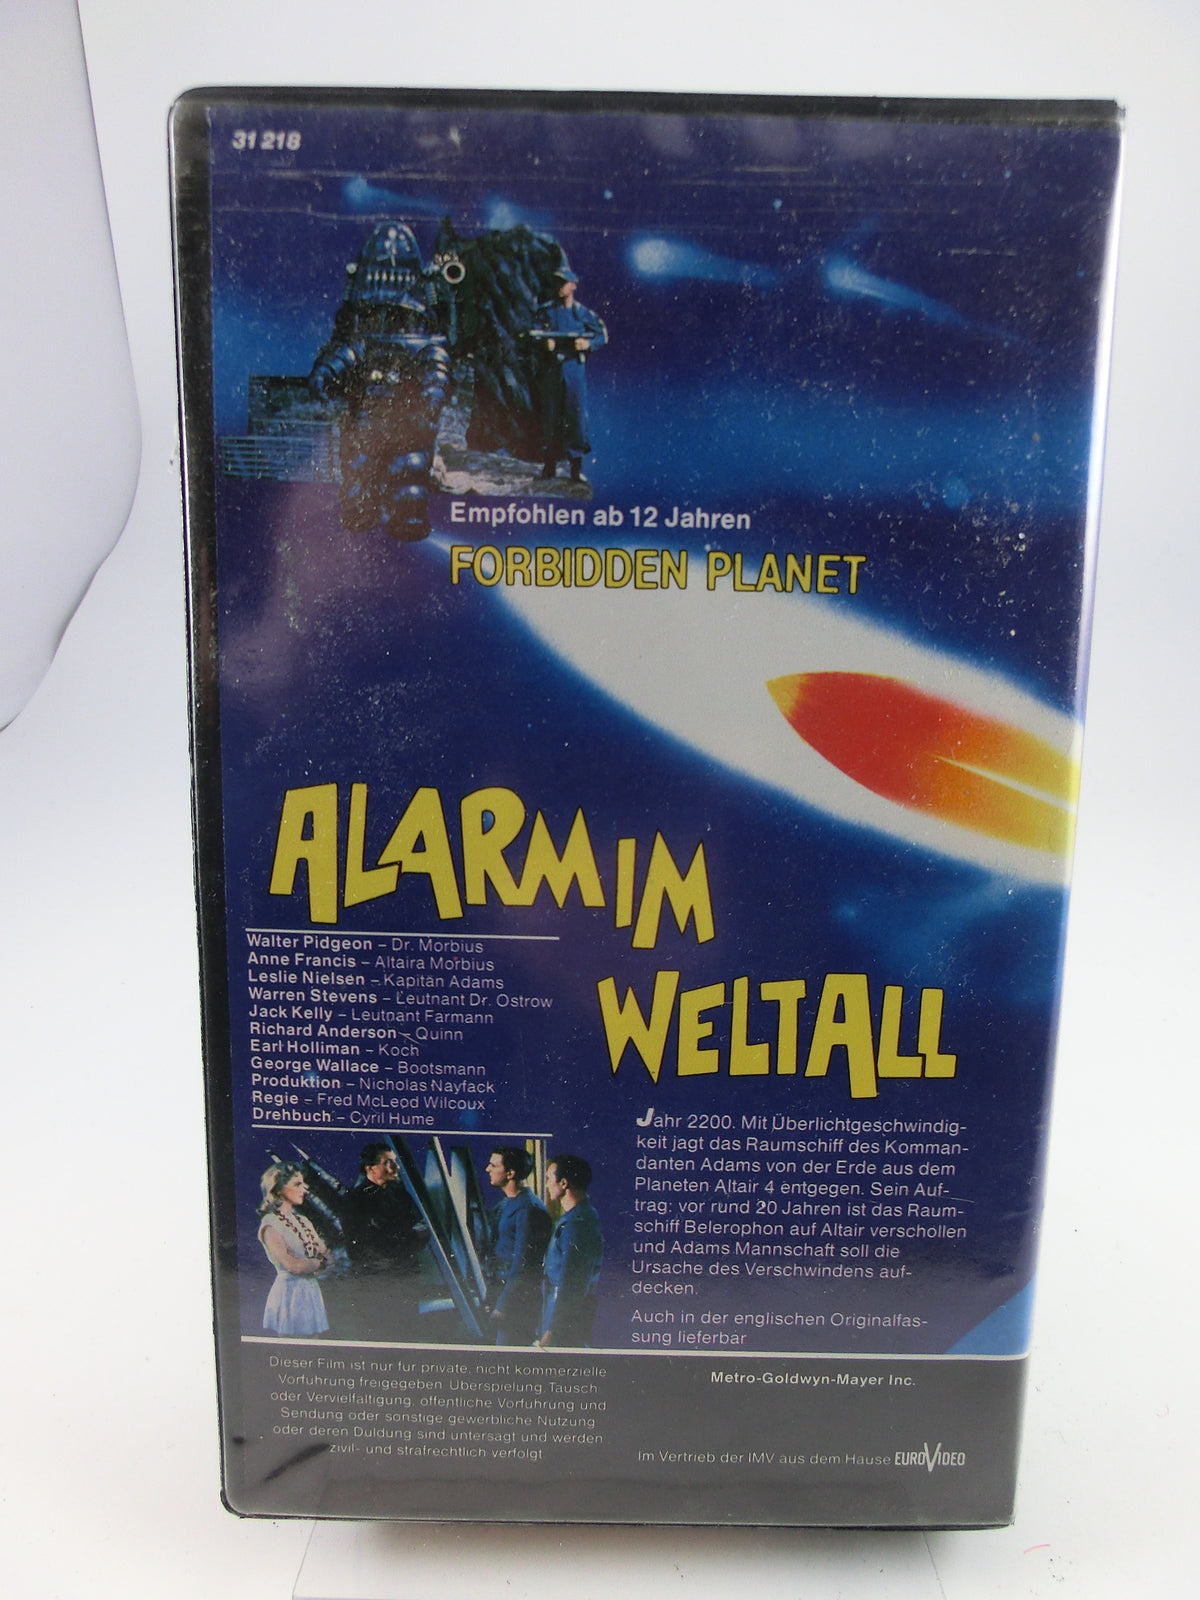 31 218
Empfohlen ab 12 Jahren
FORBIDDEN PLANET
ALARM IM
WELTALL
Walter Pidgeon – Dr. Morbius
Anne Francis – Altaira Morbius
Leslie Nielsen – Kapitän Adams
Warren Stevens – Leutnant Dr. Ostrow
Jack Kelly – Leutnant Farmann
Richard Anderson – Quinn
Earl Holliman – Koch
George Wallace – Bootsmann
Produktion – Nicholas Nayfack
Regie – Fred McLeod Wilcoux
Drehbuch – Cyril Hume
Jahr 2200. Mit Überlichtgeschwindig-
keit jagt das Raumschiff des Komman-
danten Adams von der Erde aus dem
Planeten Altair 4 entgegen. Sein Auf-
trag: vor rund 20 Jahren ist das Raum-
schiff Belerophon auf Altair verschollen
und Adams Mannschaft soll die
Ursache des Verschwindens auf-
decken.
Auch in der englischen Originalfas-
sung lieferbar
Dieser Film ist nur für private, nicht kommerzielle
Vorführung freigegeben. Überspielung, Tausch
oder Vervielfältigung, öffentliche Vorführung und
Sendung oder sonstige gewerbliche Nutzung
oder deren Duldung sind untersagt und werden
zivil- und strafrechtlich verfolgt
Metro-Goldwyn-Mayer Inc.
Im Vertrieb der IMV aus dem Hause EUROVIDEO